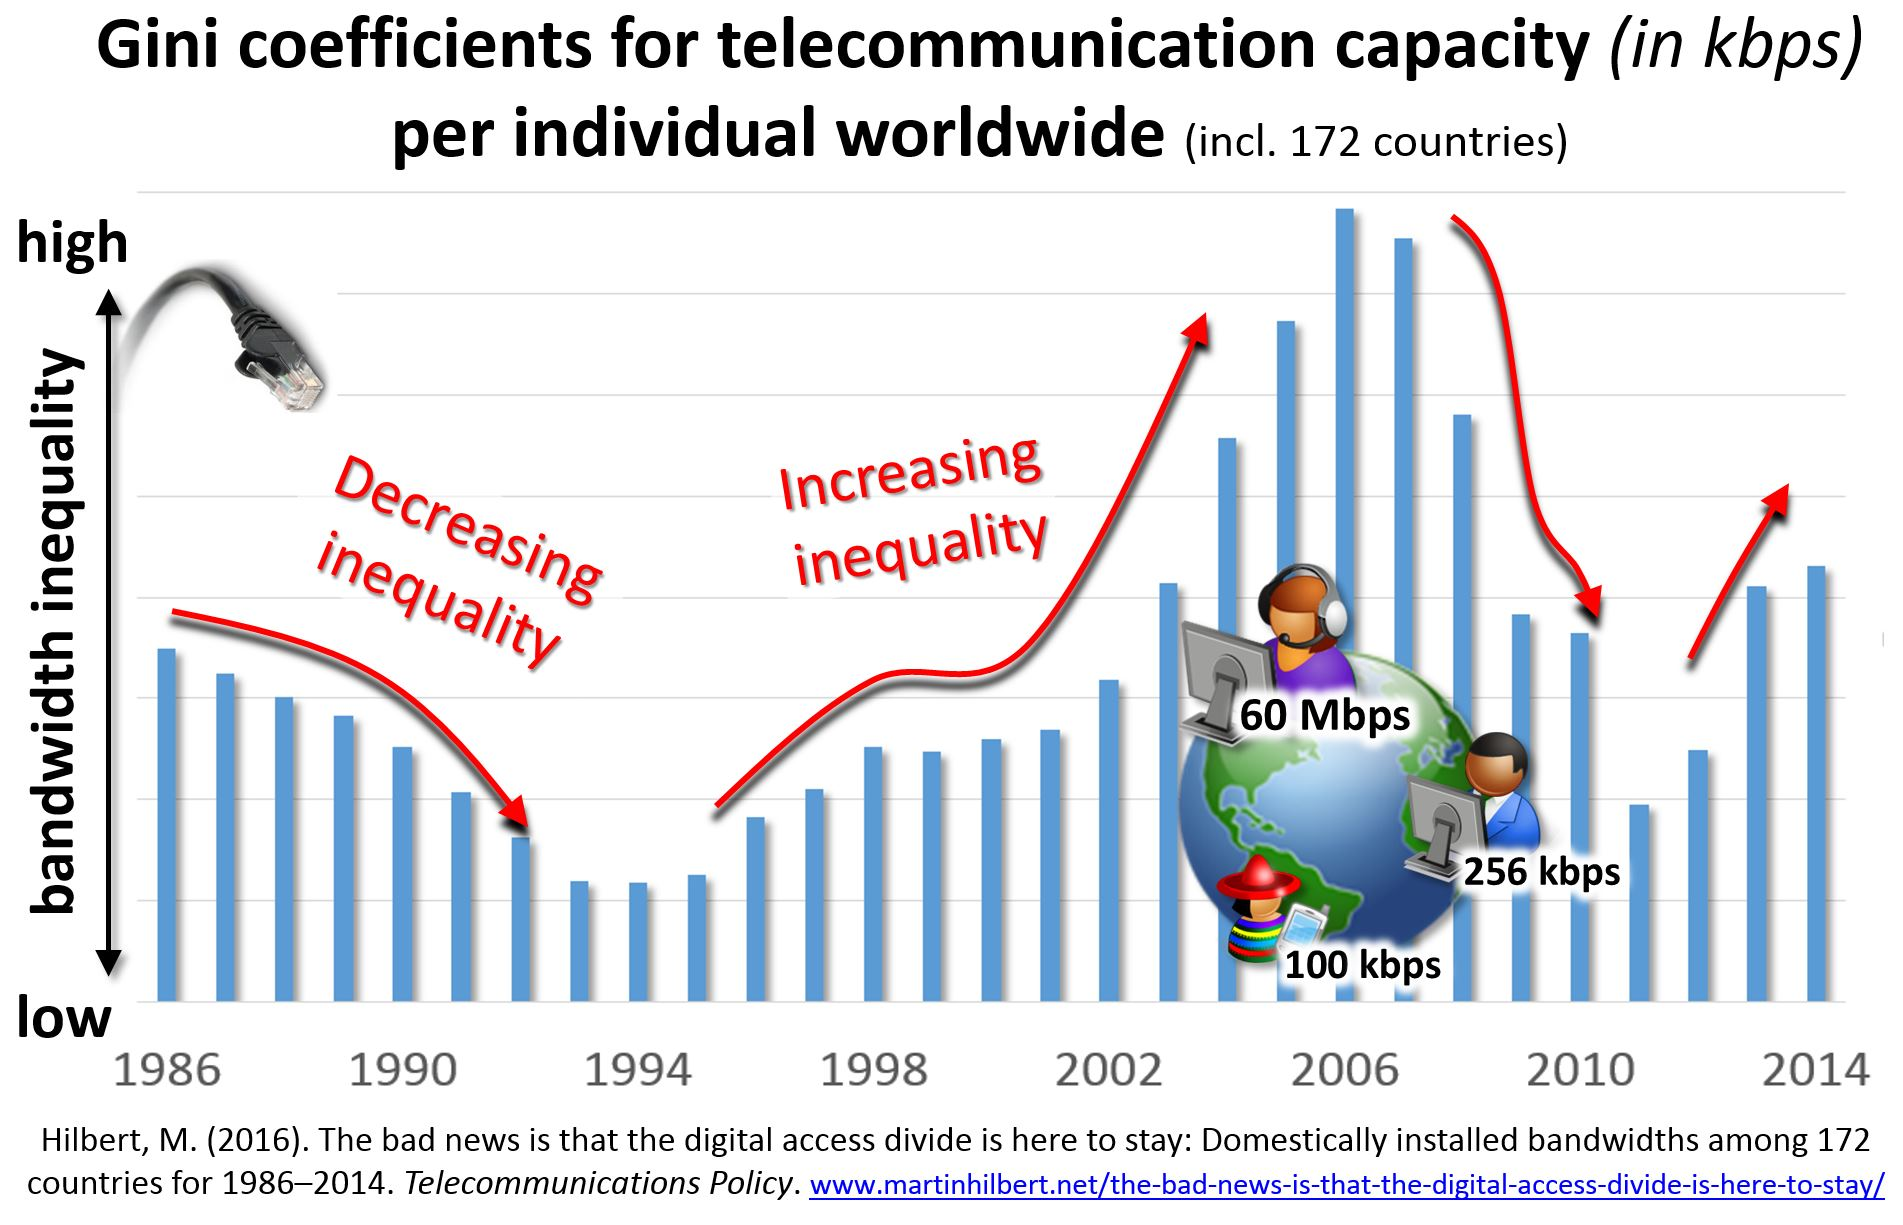 Gini coefficients for telecommunication capacity (in kbps)
per individual worldwide (incl. 172 countries)
high
bandwidth inequality
low
Decreasing
inequality
Increasing
inequality
60 Mbps
256 kbps
100 kbps
1986 1990 1994 1998 2002 2006 2010 2014
Hilbert, M. (2016). The bad news is that the digital access divide is here to stay: Domestically installed bandwidths among 172
countries for 1986–2014. Telecommunications Policy. www.martinhilbert.net/the-bad-news-is-that-the-digital-access-divide-is-here-to-stay/